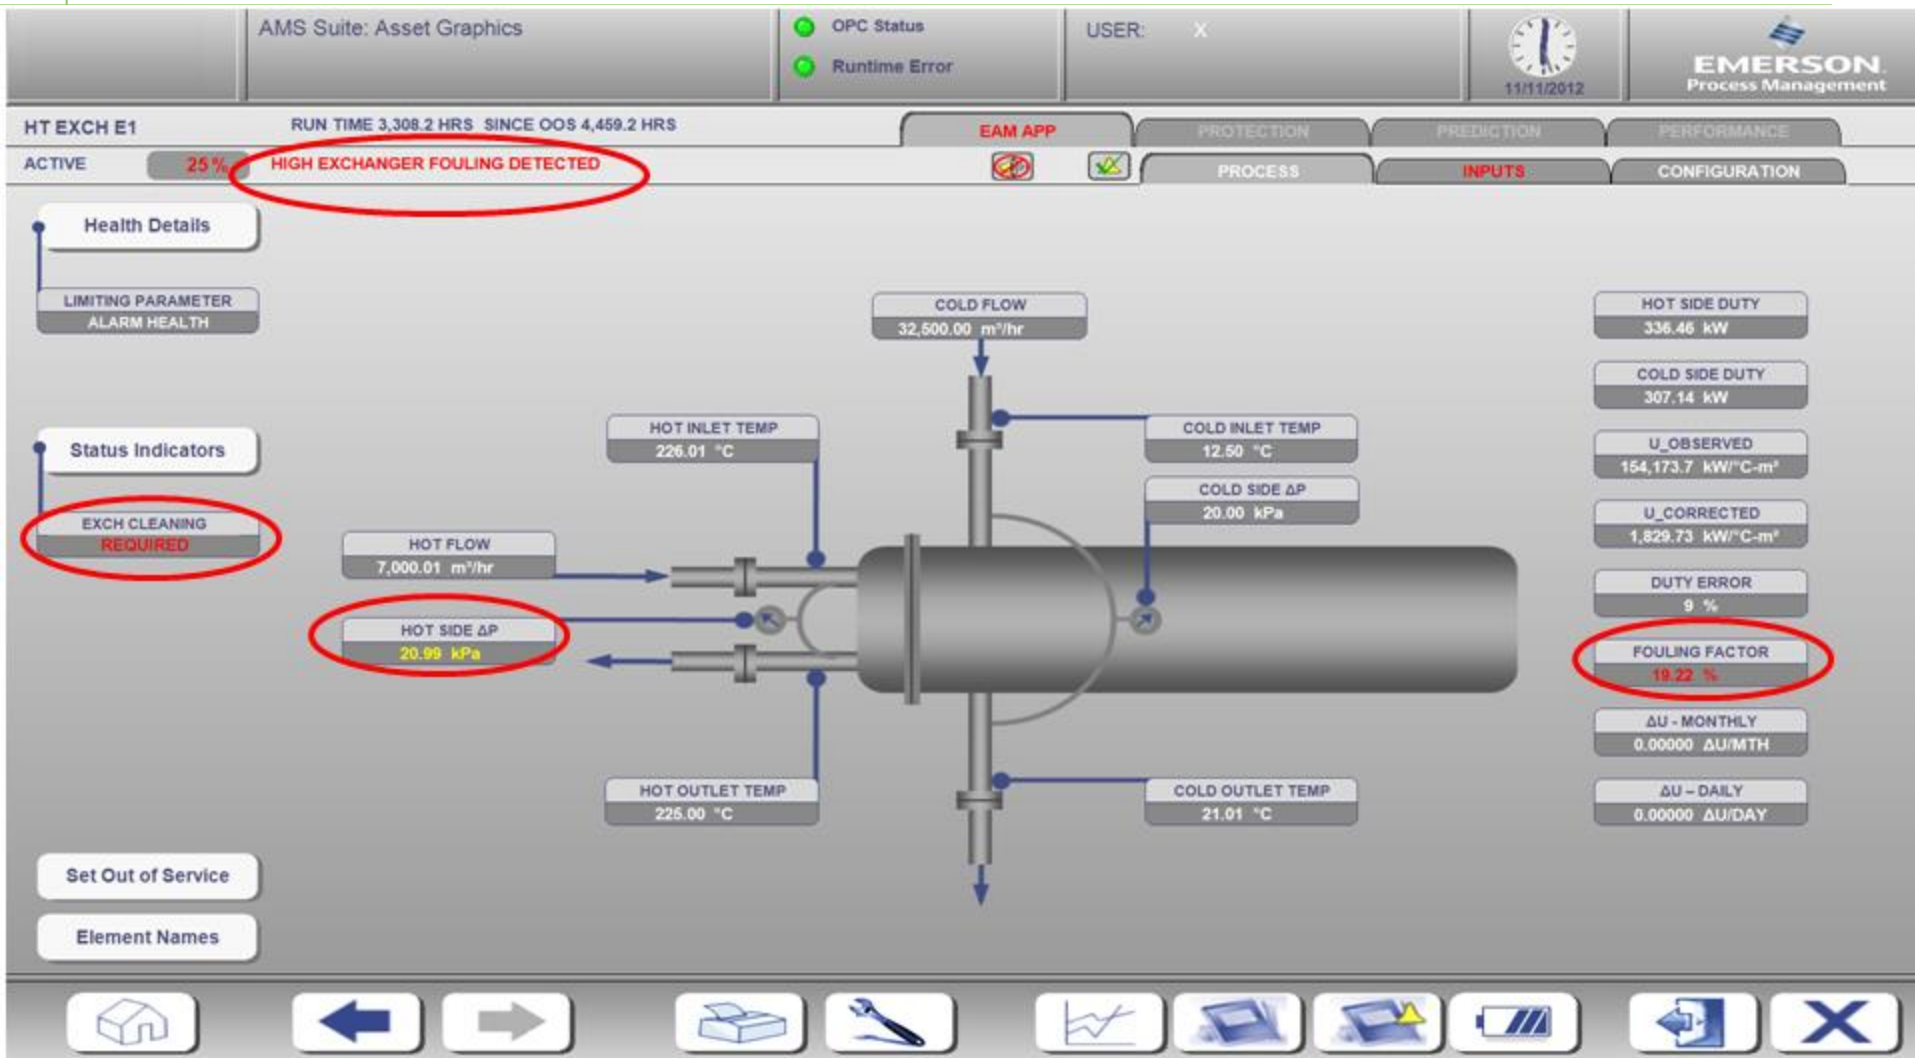 AMS Suite: Asset Graphics
OPC Status
Runtime Error
USER: X
11/11/2012
EMERSON
Process Management
HT EXCH E1
RUN TIME 3,308.2 HRS SINCE OOS 4,459.2 HRS
EAM APP
PROTECTION
PREDICTION
PERFORMANCE
ACTIVE
25 %
HIGH EXCHANGER FOULING DETECTED
PROCESS
INPUTS
CONFIGURATION
Health Details
LIMITING PARAMETER
ALARM HEALTH
Status Indicators
EXCH CLEANING
REQUIRED
COLD FLOW
32,500.00 m³/hr
HOT INLET TEMP
226.01 °C
COLD INLET TEMP
12.50 °C
COLD SIDE ΔP
20.00 kPa
HOT FLOW
7,000.01 m³/hr
HOT SIDE ΔP
20.99 kPa
HOT OUTLET TEMP
225.00 °C
COLD OUTLET TEMP
21.01 °C
HOT SIDE DUTY
336.46 kW
COLD SIDE DUTY
307.14 kW
U_OBSERVED
154,173.7 kW/°C-m²
U_CORRECTED
1,829.73 kW/°C-m²
DUTY ERROR
9 %
FOULING FACTOR
19.22 %
ΔU - MONTHLY
0.00000 ΔU/MTH
ΔU – DAILY
0.00000 ΔU/DAY
Set Out of Service
Element Names